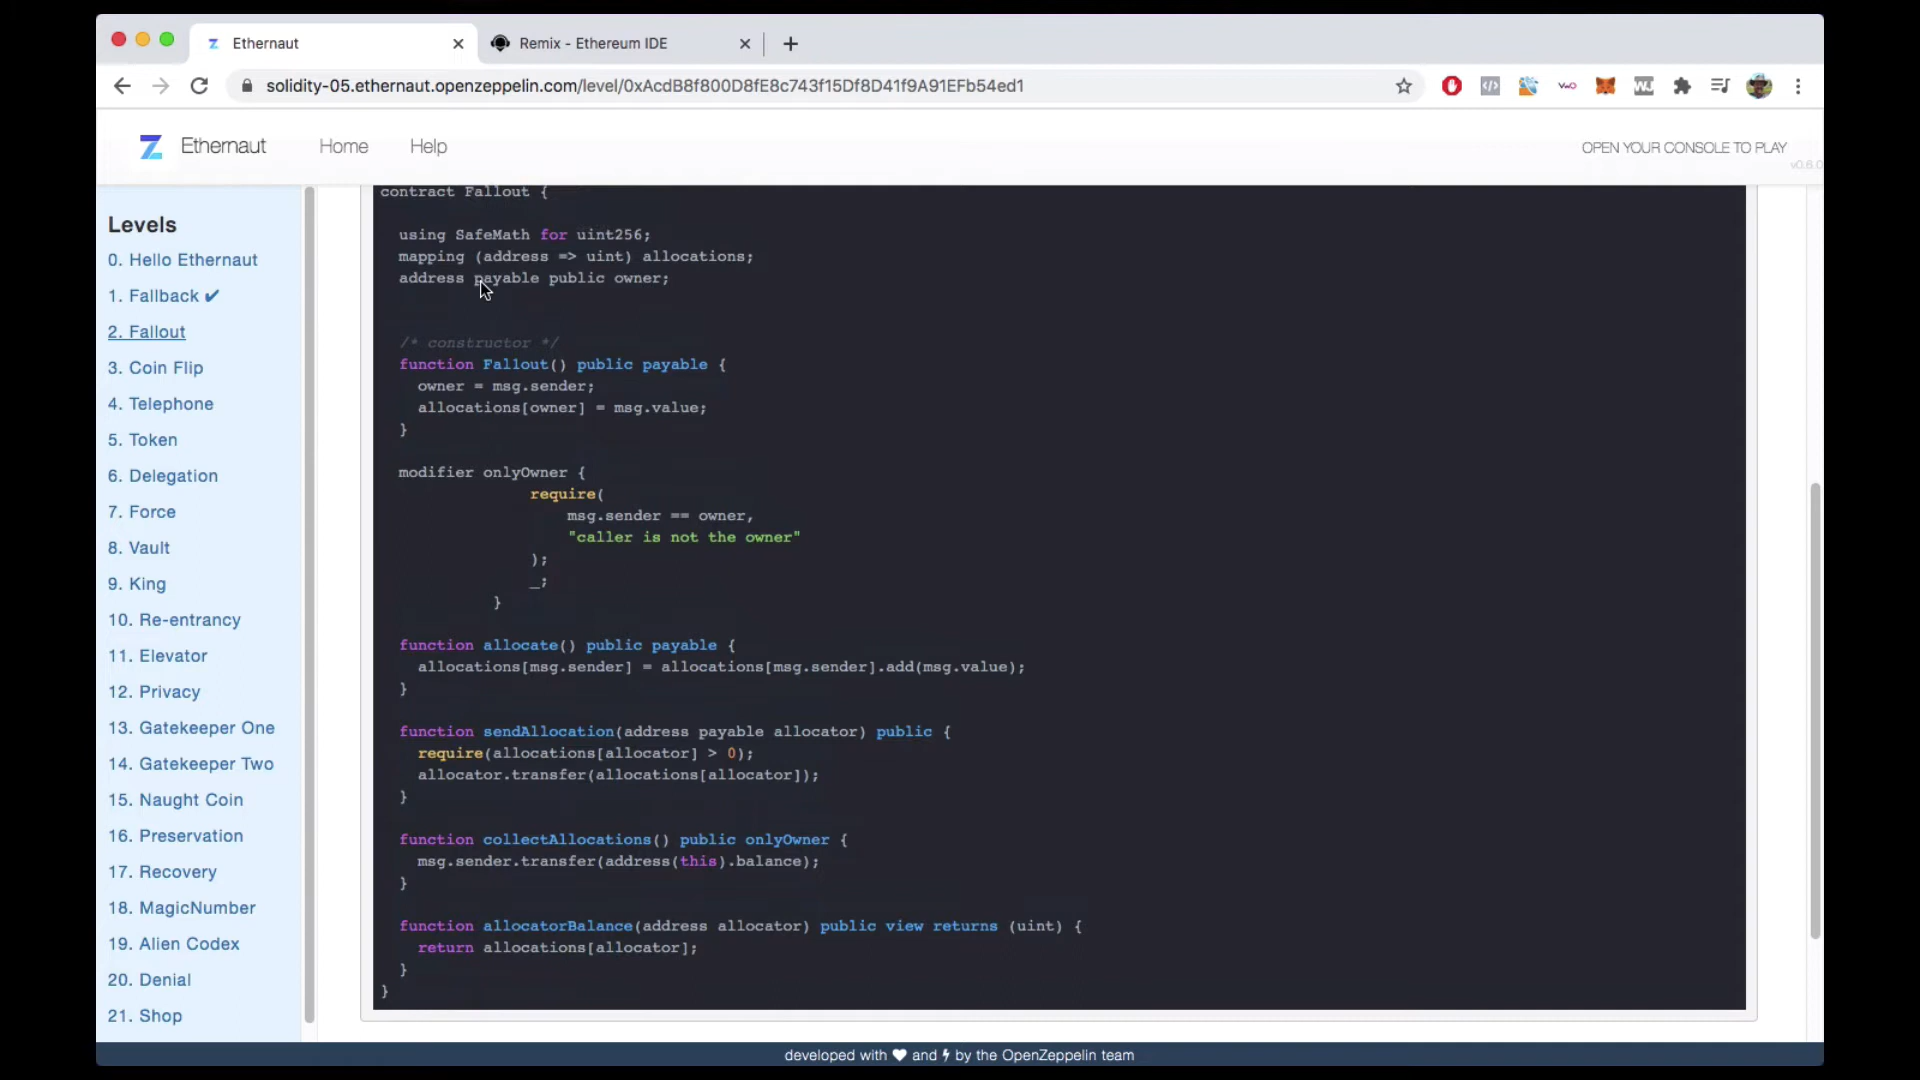 Ethernaut
Remix - Ethereum IDE
solidity-05.ethernaut.openzeppelin.com/level/0xAcdB8f800D8fE8c743f15Df8D41f9A91EFb54ed1
Ethernaut
Home
Help
OPEN YOUR CONSOLE TO PLAY
v0.6.0
Levels
0. Hello Ethernaut
1. Fallback ✔
2. Fallout
3. Coin Flip
4. Telephone
5. Token
6. Delegation
7. Force
8. Vault
9. King
10. Re-entrancy
11. Elevator
12. Privacy
13. Gatekeeper One
14. Gatekeeper Two
15. Naught Coin
16. Preservation
17. Recovery
18. MagicNumber
19. Alien Codex
20. Denial
21. Shop
contract Fallout {
using SafeMath for uint256;
mapping (address => uint) allocations;
address payable public owner;
/* constructor */
function Fallout() public payable {
owner = msg.sender;
allocations[owner] = msg.value;
}
modifier onlyOwner {
require(
msg.sender == owner,
"caller is not the owner"
);
_;
}
function allocate() public payable {
allocations[msg.sender] = allocations[msg.sender].add(msg.value);
}
function sendAllocation(address payable allocator) public {
require(allocations[allocator] > 0);
allocator.transfer(allocations[allocator]);
}
function collectAllocations() public onlyOwner {
msg.sender.transfer(address(this).balance);
}
function allocatorBalance(address allocator) public view returns (uint) {
return allocations[allocator];
}
}
developed with ❤ and ⚡ by the OpenZeppelin team